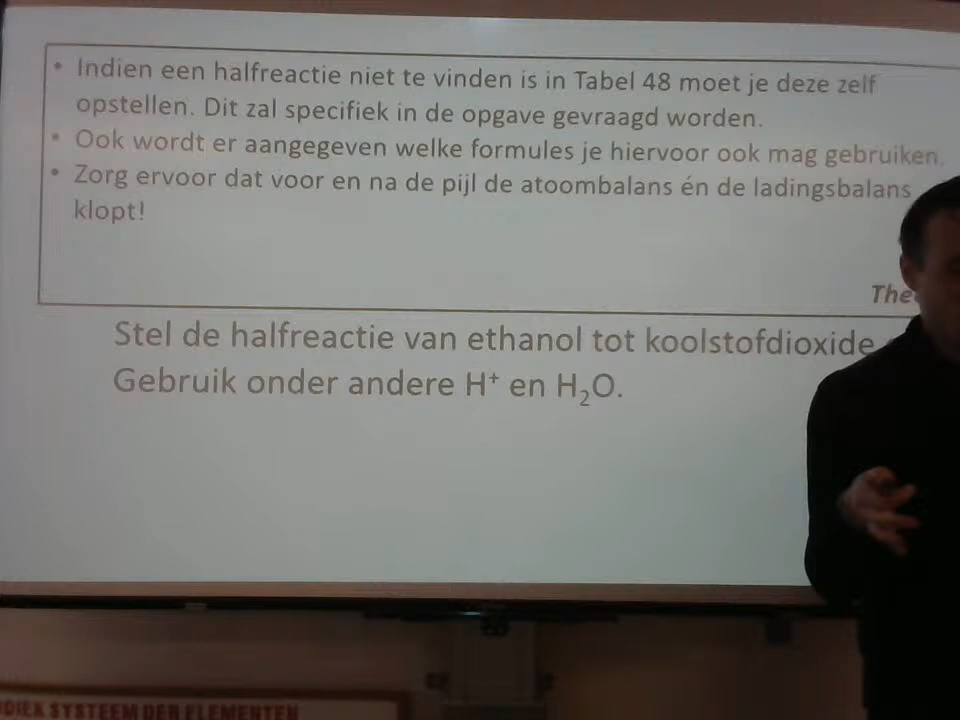 • Indien een halfreactie niet te vinden is in Tabel 48 moet je deze zelf
opstellen. Dit zal specifiek in de opgave gevraagd worden.
• Ook wordt er aangegeven welke formules je hiervoor ook mag gebruiken.
• Zorg ervoor dat voor en na de pijl de atoombalans én de ladingsbalans
klopt!
Stel de halfreactie van ethanol tot koolstofdioxide
Gebruik onder andere H⁺ en H₂O.
SYSTEEM DER ELEMENTEN